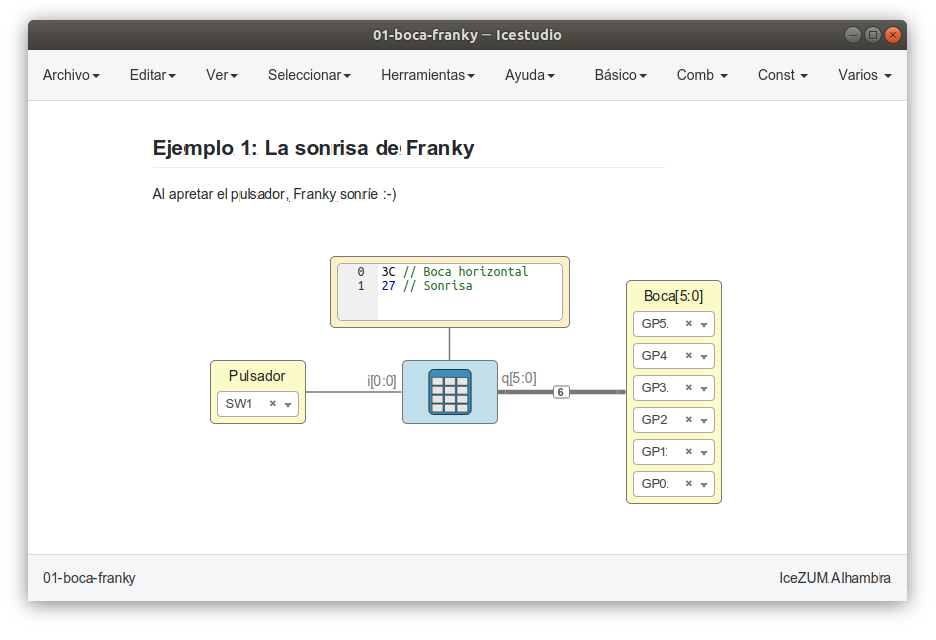 01-boca-franky — Icestudio
Archivo Editar Ver Seleccionar Herramientas Ayuda Básico Comb Const Varios
Ejemplo 1: La sonrisa de Franky
Al apretar el pulsador, Franky sonríe :-)
0 3C // Boca horizontal
1 27 // Sonrisa
Boca[5:0]
GP5
GP4
GP3
GP2
GP1
GP0
Pulsador
SW1
i[0:0]
q[5:0]
6
01-boca-franky
IceZUM Alhambra